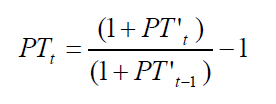 PT_t = (1 + PT'_t) / (1 + PT'_{t-1}) - 1